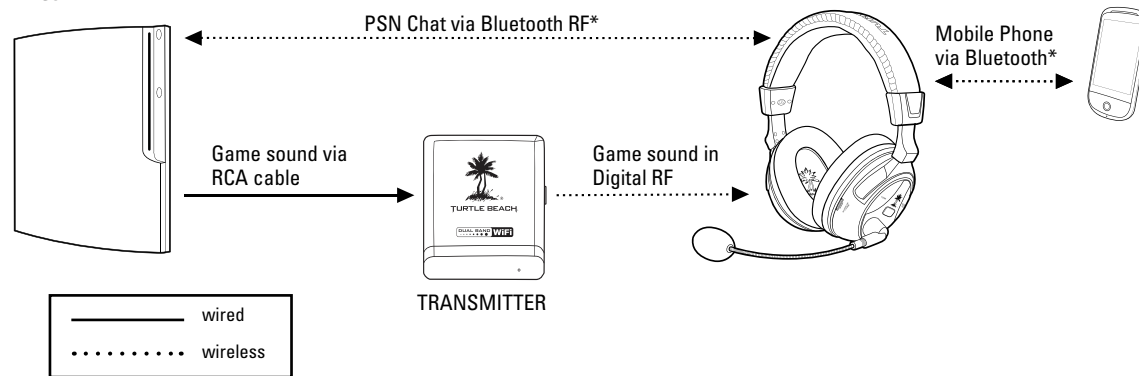 PSN Chat via Bluetooth RF*
Mobile Phone
via Bluetooth*
Game sound via
RCA cable
Game sound in
Digital RF
TURTLE BEACH
DUAL BAND WiFi
TRANSMITTER
wired
wireless